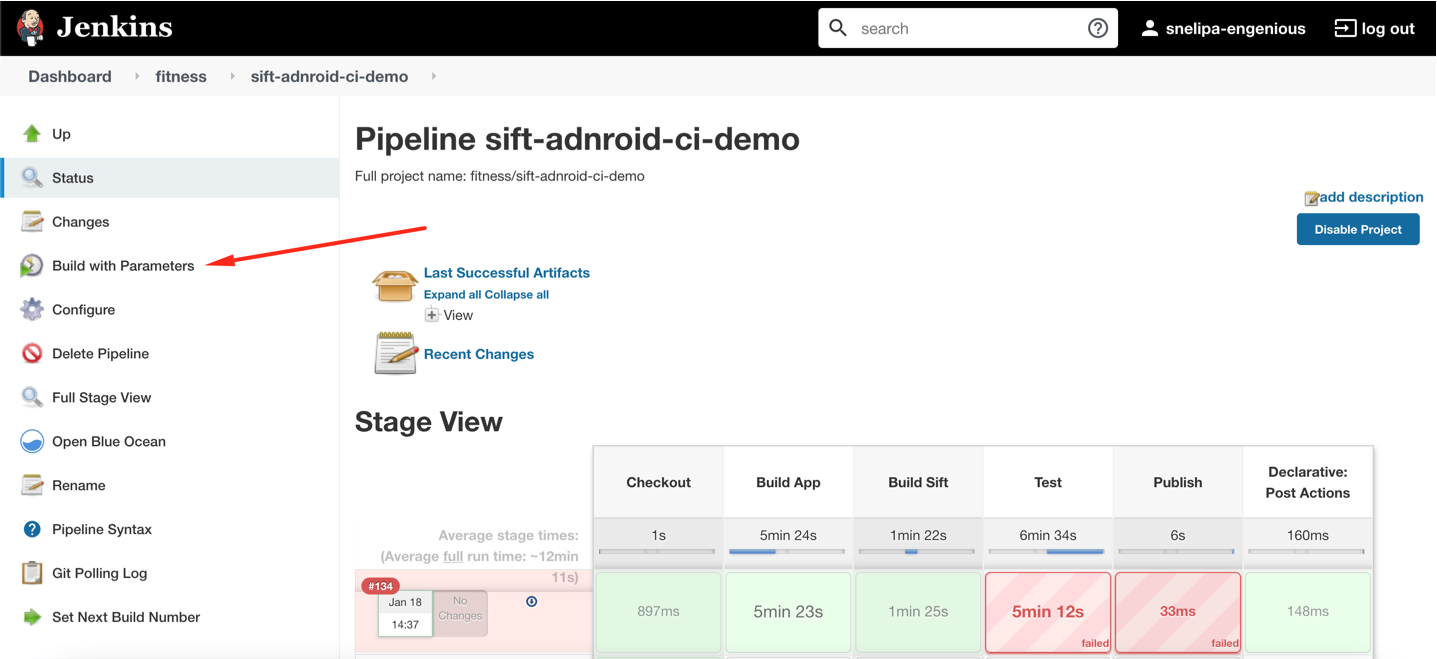 Jenkins
search
snelipa-engenious
log out
Dashboard
fitness
sift-adnroid-ci-demo
Up
Status
Changes
Build with Parameters
Configure
Delete Pipeline
Full Stage View
Open Blue Ocean
Rename
Pipeline Syntax
Git Polling Log
Set Next Build Number
Pipeline sift-adnroid-ci-demo
Full project name: fitness/sift-adnroid-ci-demo
add description
Disable Project
Last Successful Artifacts
Expand all Collapse all
View
Recent Changes
Stage View
Checkout
Build App
Build Sift
Test
Publish
Declarative:
Post Actions
Average stage times:
(Average full run time: ~12min
11s)
1s
5min 24s
1min 22s
6min 34s
6s
160ms
#134
Jan 18
14:37
No
Changes
897ms
5min 23s
1min 25s
5min 12s
failed
33ms
failed
148ms